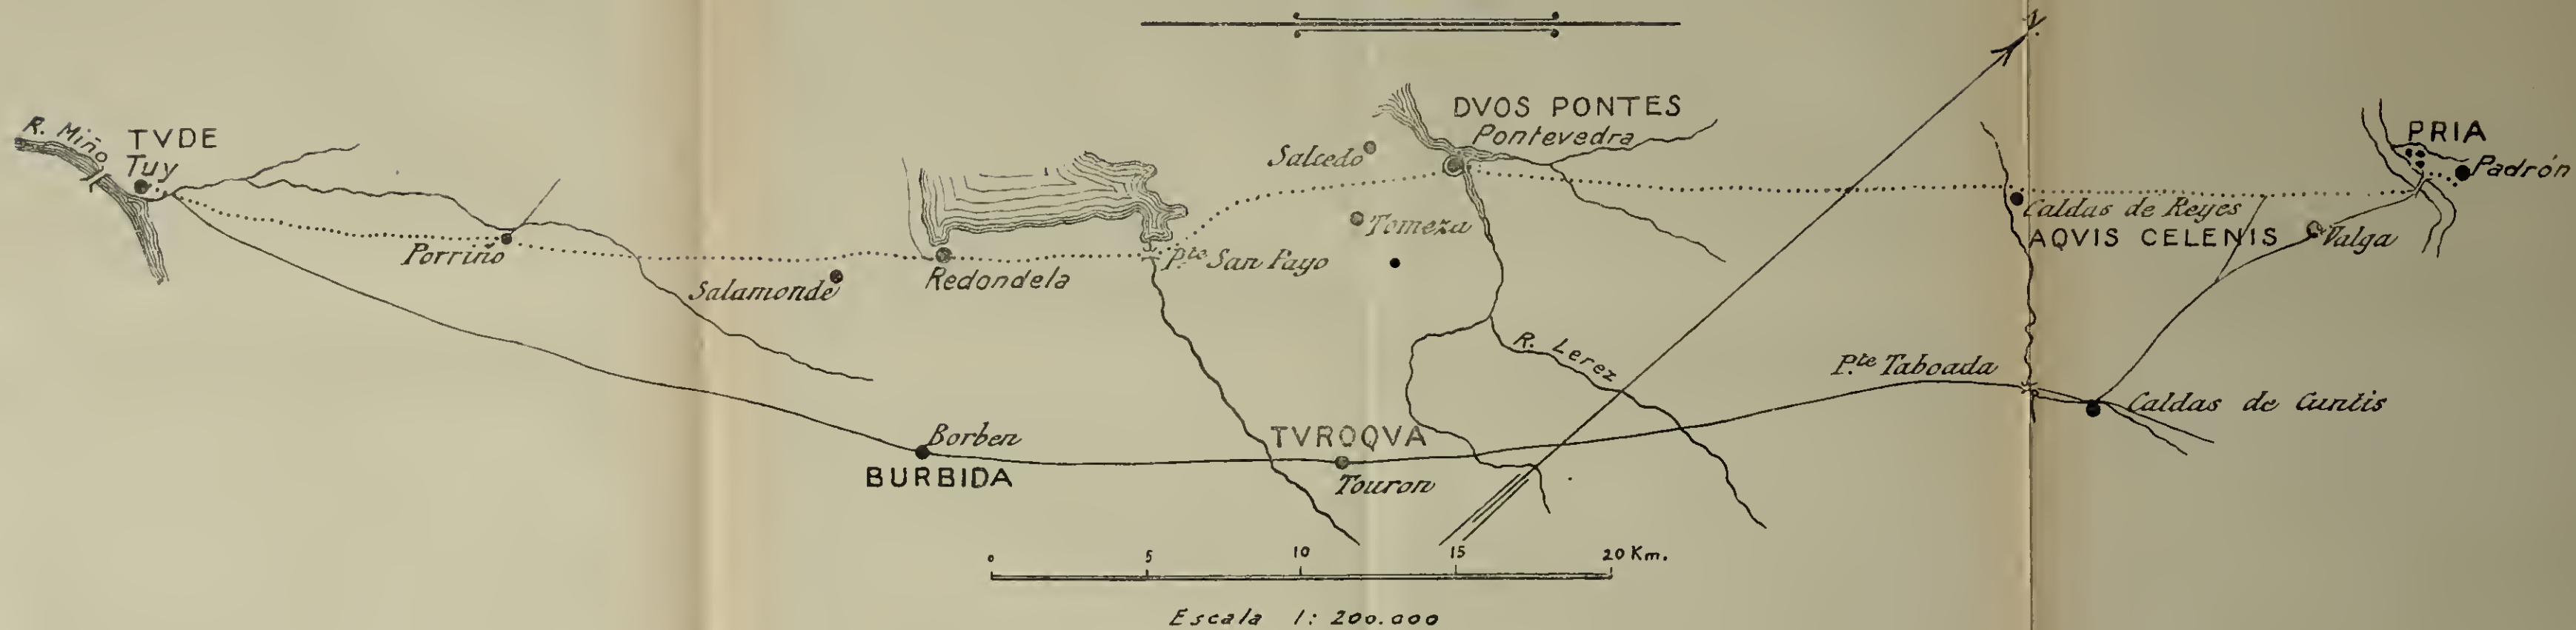 N.
R. Miño
TVDE
Tuy
Porriño
Salamonde
Redondela
P.te San Payo
Salcedo
Tomeza
DVOS PONTES
Pontevedra
R. Lerez
Caldas de Reyes
AQVIS CELENIS
PRIA
Padrón
Valga
P.te Taboada
Caldas de Cuntis
Borben
BURBIDA
TVROQVA
Touron
0 5 10 15 20 Km.
Escala 1: 200.000